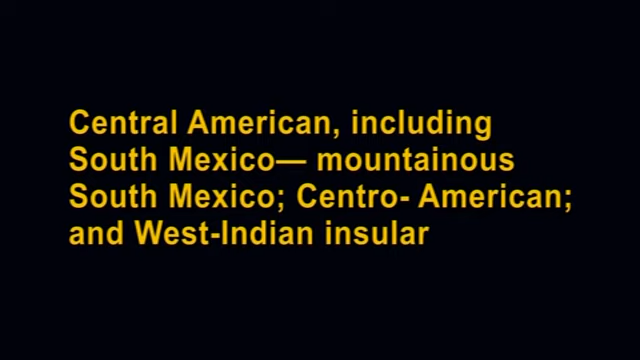 Central American, including
South Mexico— mountainous
South Mexico; Centro- American;
and West-Indian insular